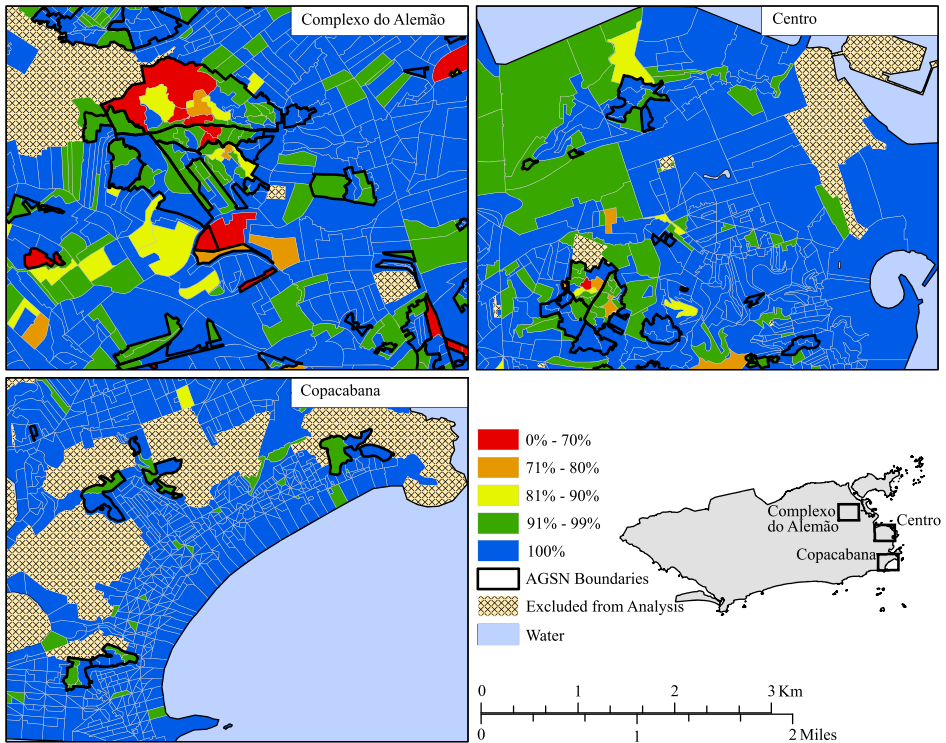 Complexo do Alemão
Centro
Copacabana
0% - 70%
71% - 80%
81% - 90%
91% - 99%
100%
AGSN Boundaries
Excluded from Analysis
Water
Complexo
do Alemão
Centro
Copacabana
0 1 2 3 Km
0 1 2 Miles